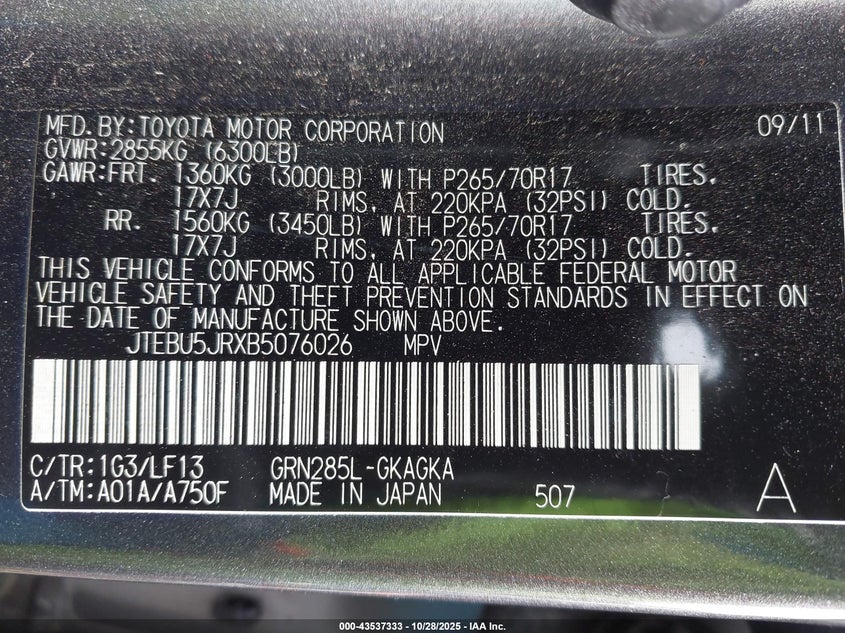 MFD.BY:TOYOTA MOTOR CORPORATION 09/11
GVWR:2855KG (6300LB)
GAWR:FRT. 1360KG (3000LB) WITH P265/70R17 TIRES.
17X7J RIMS, AT 220KPA (32PSI) COLD.
RR. 1560KG (3450LB) WITH P265/70R17 TIRES.
17X7J RIMS, AT 220KPA (32PSI) COLD.
THIS VEHICLE CONFORMS TO ALL APPLICABLE FEDERAL MOTOR
VEHICLE SAFETY AND THEFT PREVENTION STANDARDS IN EFFECT ON
THE DATE OF MANUFACTURE SHOWN ABOVE.
JTEBU5JRXB5076026 MPV
C/TR:1G3/LF13 GRN285L-GKAGKA
A/TM:A01A/A750F MADE IN JAPAN 507 A
000-43537333 - 10/28/2025 - IAA Inc.